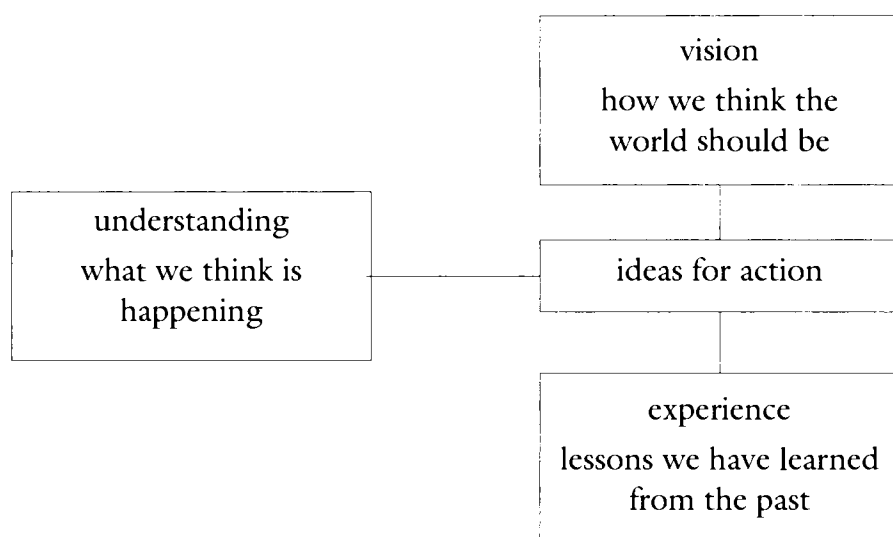 vision
how we think the
world should be
understanding
what we think is
happening
ideas for action
experience
lessons we have learned
from the past